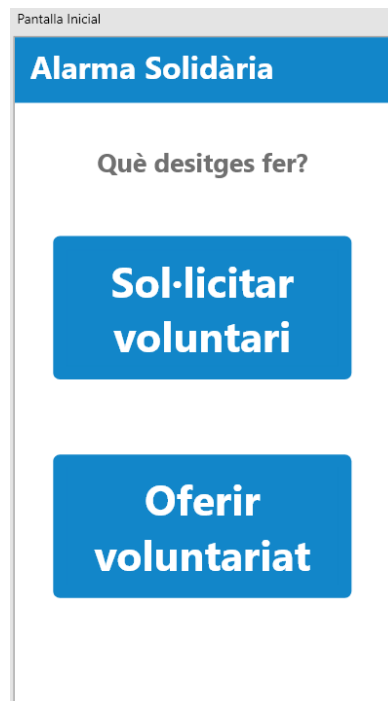 Pantalla Inicial
Alarma Solidària
Què desitges fer?
Sol·licitar
voluntari
Oferir
voluntariat